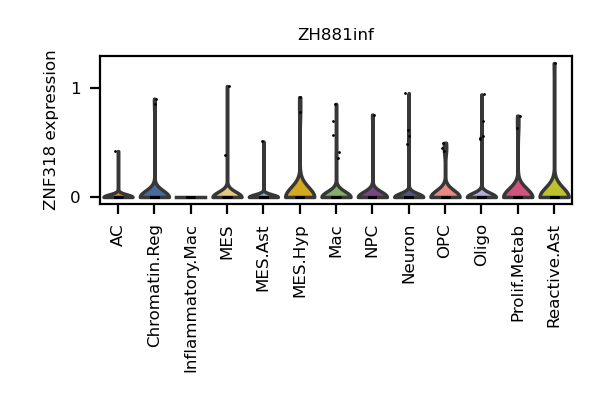 ZH881inf
ZNF318 expression
1
0
AC
Chromatin.Reg
Inflammatory.Mac
MES
MES.Ast
MES.Hyp
Mac
NPC
Neuron
OPC
Oligo
Prolif.Metab
Reactive.Ast